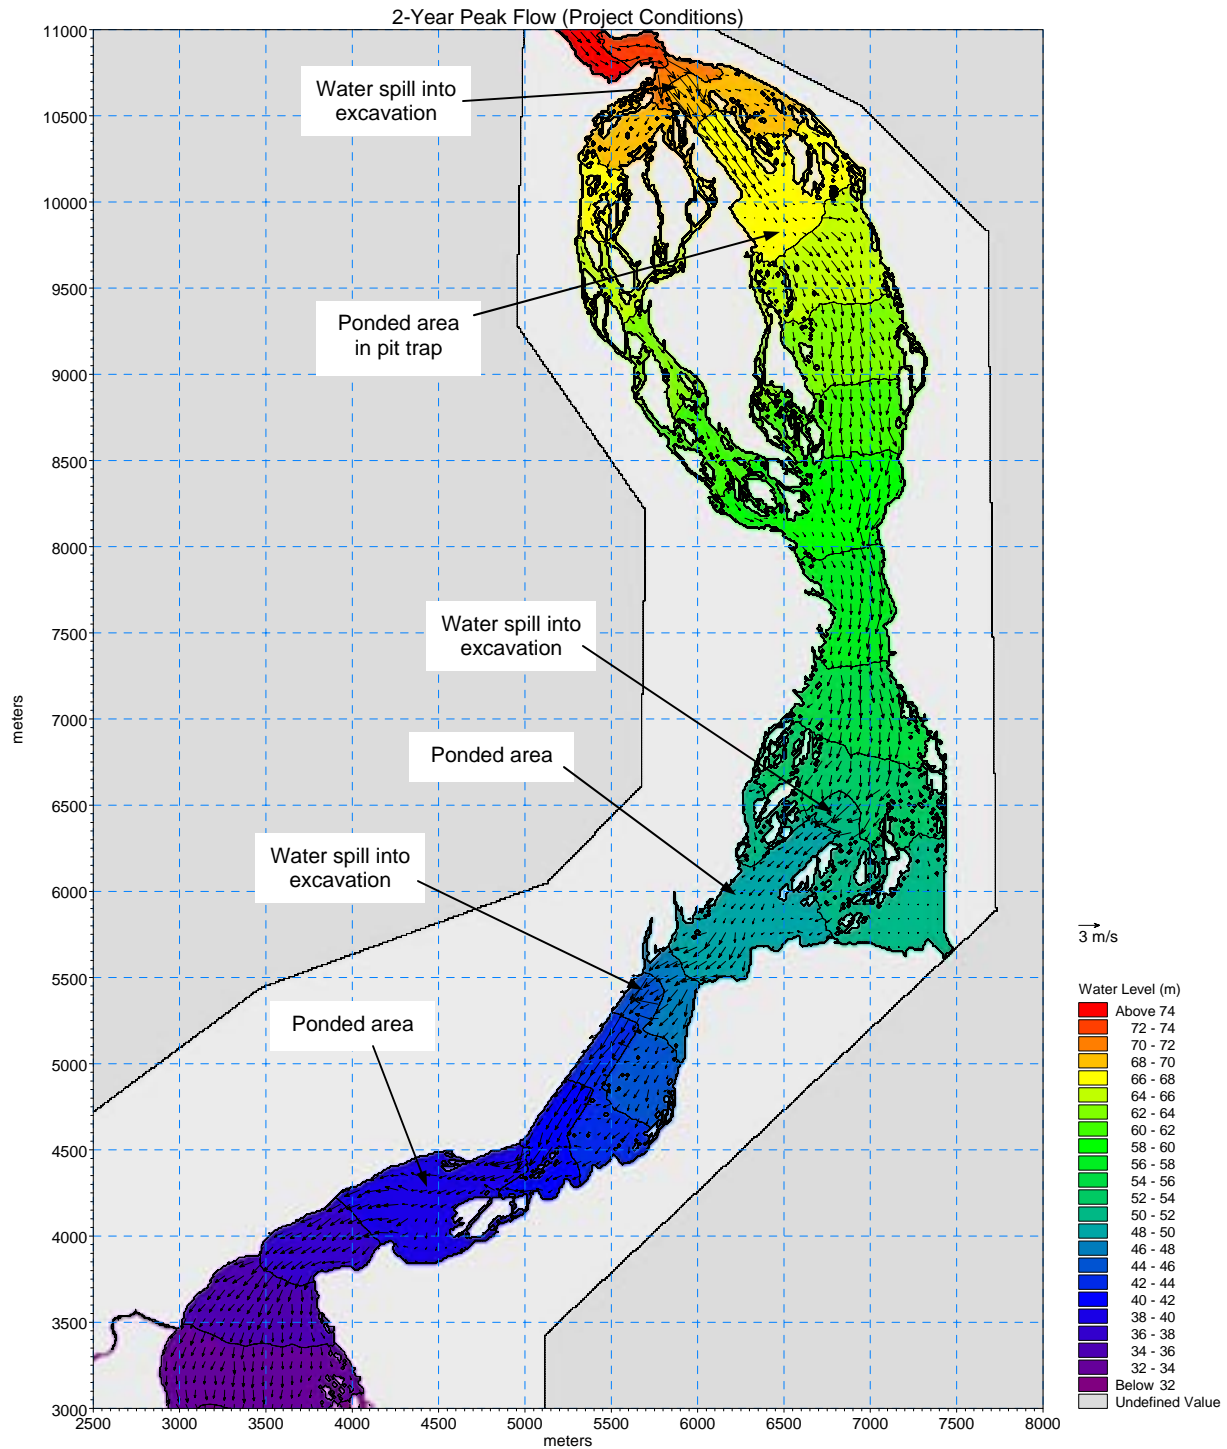 2-Year Peak Flow (Project Conditions)
11000
10500
10000
9500
9000
8500
8000
7500
7000
6500
6000
5500
5000
4500
4000
3500
3000
meters
Water spill into
excavation
Ponded area
in pit trap
Water spill into
excavation
Ponded area
Water spill into
excavation
Ponded area
2500 3000 3500 4000 4500 5000 5500 6000 6500 7000 7500 8000
meters
3 m/s
Water Level (m)
Above 74
72 - 74
70 - 72
68 - 70
66 - 68
64 - 66
62 - 64
60 - 62
58 - 60
56 - 58
54 - 56
52 - 54
50 - 52
48 - 50
46 - 48
44 - 46
42 - 44
40 - 42
38 - 40
36 - 38
34 - 36
32 - 34
Below 32
Undefined Value